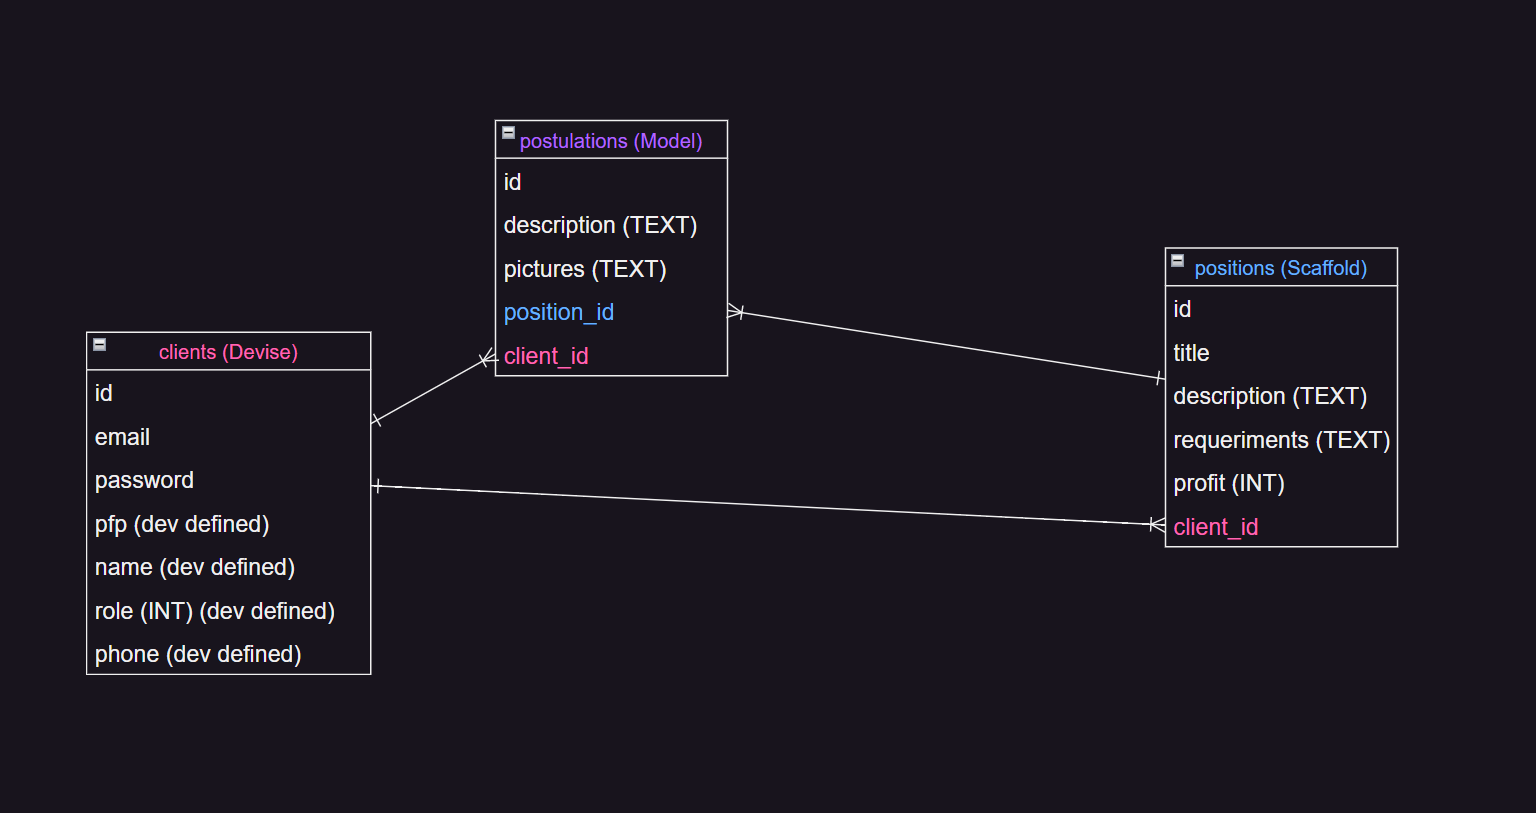 postulations (Model)
id
description (TEXT)
pictures (TEXT)
position_id
client_id
clients (Devise)
id
email
password
pfp (dev defined)
name (dev defined)
role (INT) (dev defined)
phone (dev defined)
positions (Scaffold)
id
title
description (TEXT)
requeriments (TEXT)
profit (INT)
client_id